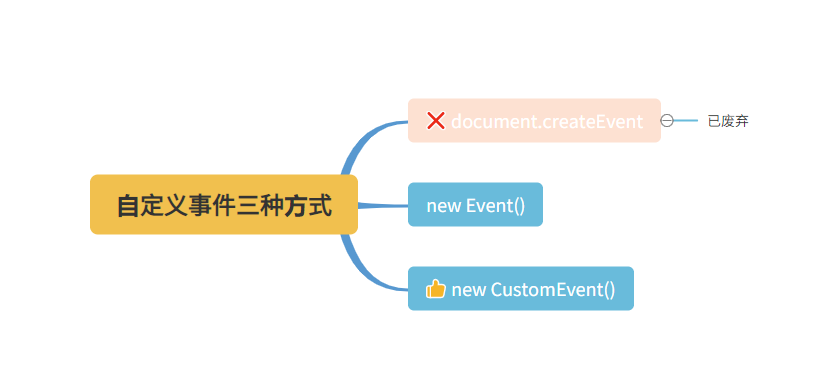 document.createEvent
已废弃
自定义事件三种方式
new Event()
new CustomEvent()